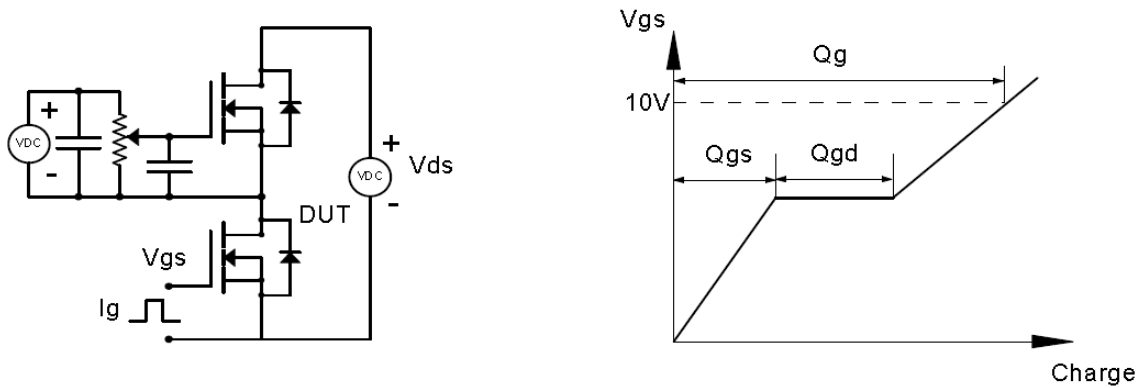 VDC
+
-
Vgs
Ig
DUT
VDC
+
-
Vds
Vgs
10V
Qg
Qgs
Qgd
Charge